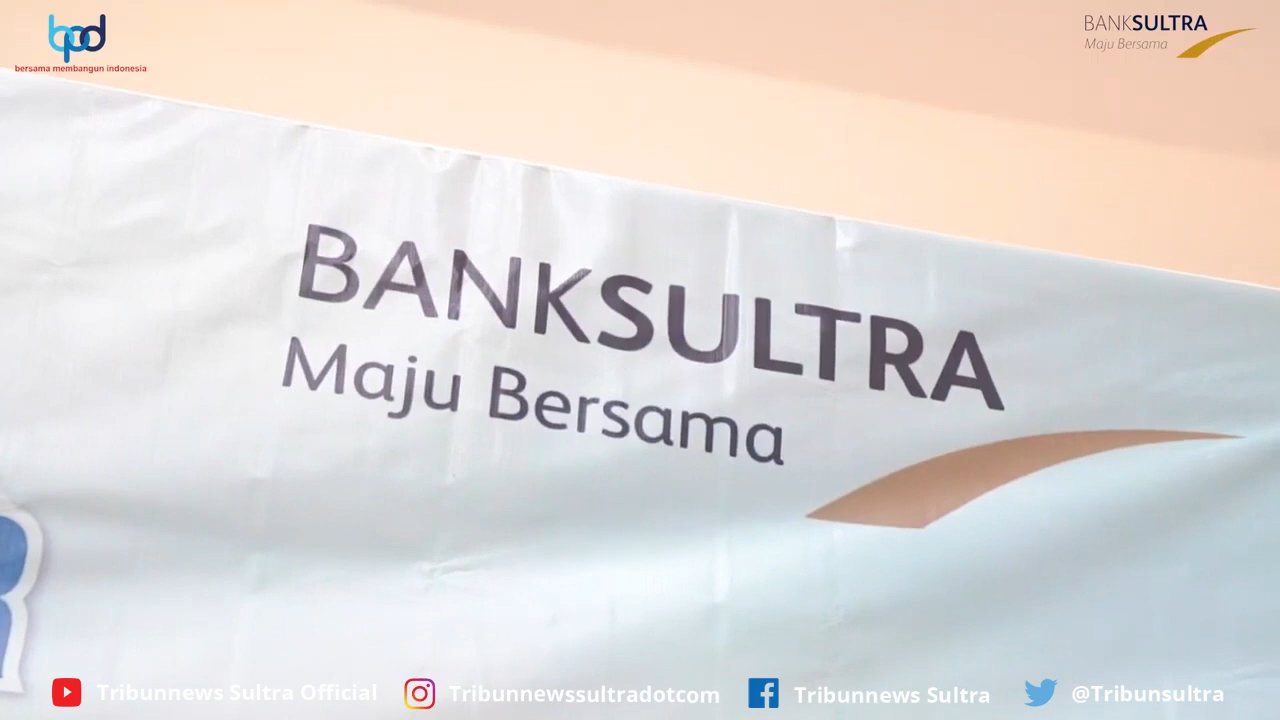 bpd
bersama membangun indonesia
BANKSULTRA
Maju Bersama
BANKSULTRA
Maju Bersama
Tribunnews Sultra Official
Tribunnewssultradotcom
Tribunnews Sultra
@Tribunsultra